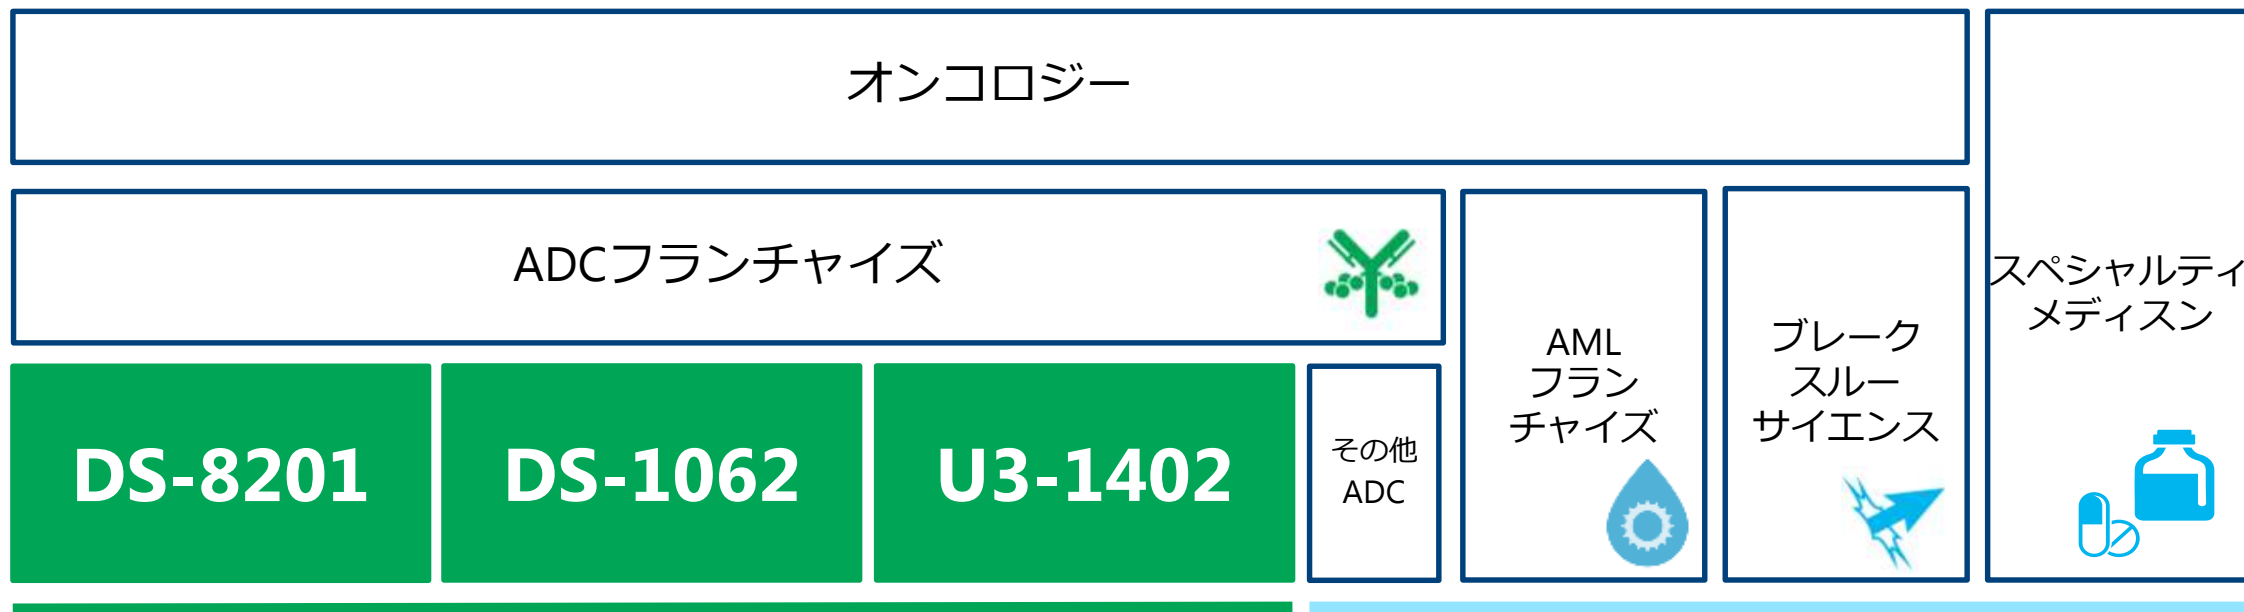 オンコロジー
ADCフランチャイズ
DS-8201
DS-1062
U3-1402
その他
ADC
AML
フラン
チャイズ
ブレーク
スルー
サイエンス
スペシャルティ
メディスン